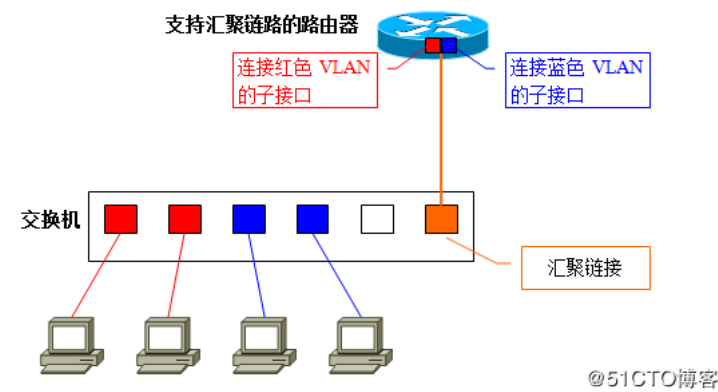 支持汇聚链路的路由器
连接红色 VLAN
的子接口
连接蓝色 VLAN
的子接口
交换机
汇聚链接
@51CTO博客